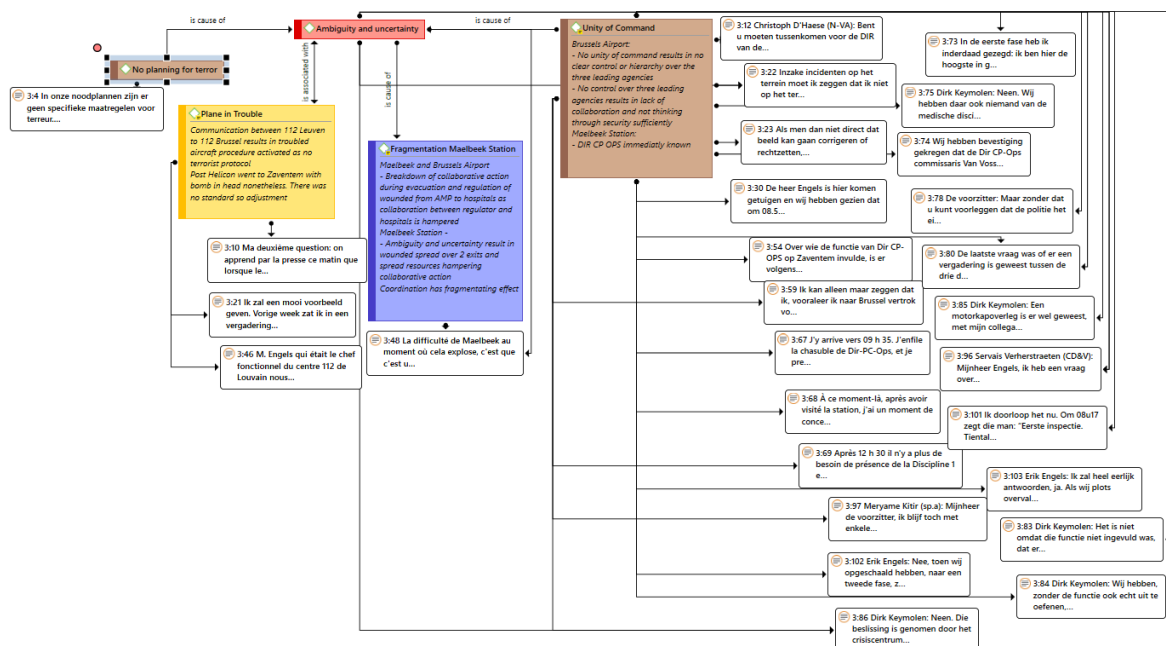 is cause of
Ambiguity and uncertainty
is cause of
No planning for terror
3:4 In onze noodplannen zijn er
geen specifieke maatregelen voor
terreur....
is associated with
is cause of
Plane in Trouble
Communication between 112 Leuven
to 112 Brussel results in troubled
aircraft procedure activated as no
terrorist protocol
Post Helicon went to Zaventem with
bomb in head nonetheless. There was
no standard so adjustment
Fragmentation Maelbeek Station
Maelbeek and Brussels Airport
- Breakdown of collaborative action
during evacuation and regulation of
wounded from AMP to hospitals as
collaboration between regulator and
hospitals is hampered
Maelbeek Station -
- Ambiguity and uncertainty result in
wounded spread over 2 exits and
spread resources hampering
collaborative action
Coordination has fragmentating effect
3:10 Ma deuxième question: on
apprend par la presse ce matin que
lorsque le...
3:21 Ik zal een mooi voorbeeld
geven. Vorige week zat ik in een
vergadering...
3:46 M. Engels qui était le chef
fonctionnel du centre 112 de
Louvain nous...
3:48 La difficulté de Maelbeek au
moment où cela explose, c'est que
c'est u...
Unity of Command
Brussels Airport:
- No unity of command results in no
clear control or hierarchy over the
three leading agencies
- No control over three leading
agencies results in lack of
collaboration and not thinking
through security sufficiently
Maelbeek Station:
- DIR CP OPS immediatly known
3:12 Christoph D'Haese (N-VA): Bent
u moeten tussenkomen voor de DIR
van de...
3:22 Inzake incidenten op het
terrein moet ik zeggen dat ik niet
op het ter...
3:23 Als men dan niet direct dat
beeld kan gaan corrigeren of
rechtzetten,...
3:30 De heer Engels is hier komen
getuigen en wij hebben gezien dat
om 08.5...
3:54 Over wie de functie van Dir CP-
OPS op Zaventem invulde, is er
volgens...
3:59 Ik kan alleen maar zeggen dat
ik, vooraleer ik naar Brussel vertrok
vo...
3:67 J'y arrive vers 09 h 35. J'enfile
la chasuble de Dir-PC-Ops, et je
pre...
3:68 À ce moment-là, après avoir
visité la station, j'ai un moment de
conce...
3:69 Après 12 h 30 il n'y a plus de
besoin de présence de la Discipline 1
e...
3:97 Meryame Kitir (sp.a): Mijnheer
de voorzitter, ik blijf toch met
enkele...
3:102 Erik Engels: Nee, toen wij
opgeschaald hebben, naar een
tweede fase, z...
3:86 Dirk Keymolen: Neen. Die
beslissing is genomen door het
crisiscentrum...
3:73 In de eerste fase heb ik
inderdaad gezegd: ik ben hier de
hoogste in g...
3:75 Dirk Keymolen: Neen. Wij
hebben daar ook niemand van de
medische disci...
3:74 Wij hebben bevestiging
gekregen dat de Dir CP-Ops
commissaris Van Voss...
3:78 De voorzitter: Maar zonder dat
u kunt voorleggen dat de politie het
ei...
3:80 De laatste vraag was of er een
vergadering is geweest tussen de
drie d...
3:85 Dirk Keymolen: Een
motorkapoverleg is er wel geweest,
met mijn collega...
3:96 Servais Verherstraeten (CD&V):
Mijnheer Engels, ik heb een vraag
over...
3:101 Ik doorloop het nu. Om 08u17
zegt die man: "Eerste inspectie.
Tiental...
3:103 Erik Engels: Ik zal heel eerlijk
antwoorden, ja. Als wij plots
overval...
3:83 Dirk Keymolen: Het is niet
omdat die functie niet ingevuld was,
dat er...
3:84 Dirk Keymolen: Wij hebben,
zonder de functie ook echt uit te
oefenen,...